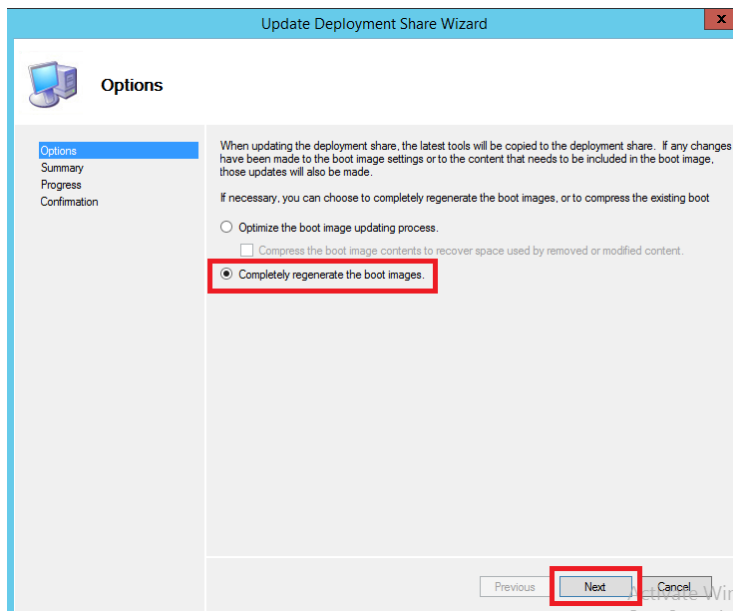 Update Deployment Share Wizard
x
Options
Options
Summary
Progress
Confirmation
When updating the deployment share, the latest tools will be copied to the deployment share. If any changes
have been made to the boot image settings or to the content that needs to be included in the boot image,
those updates will also be made.
If necessary, you can choose to completely regenerate the boot images, or to compress the existing boot
Optimize the boot image updating process.
Compress the boot image contents to recover space used by removed or modified content.
Completely regenerate the boot images.
Previous Next Cancel
Activate Win